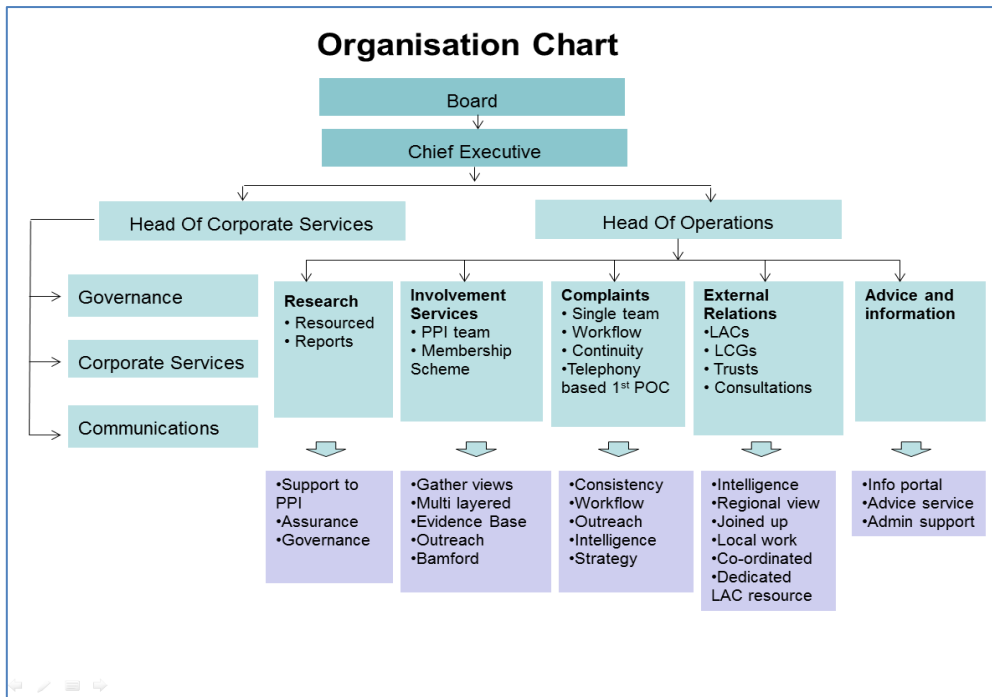 Organisation Chart
Board
Chief Executive
Head Of Corporate Services
Head Of Operations
Governance
Corporate Services
Communications
Research
• Resourced
• Reports
Involvement
Services
• PPI team
• Membership
Scheme
Complaints
• Single team
• Workflow
• Continuity
•Telephony
based 1st POC
External
Relations
•LACs
• LCGs
• Trusts
• Consultations
Advice and
information
•Support to
PPI
•Assurance
•Governance
•Gather views
•Multi layered
•Evidence Base
•Outreach
•Bamford
•Consistency
•Workflow
•Outreach
•Intelligence
•Strategy
•Intelligence
•Regional view
•Joined up
•Local work
•Co-ordinated
•Dedicated
LAC resource
•Info portal
•Advice service
•Admin support